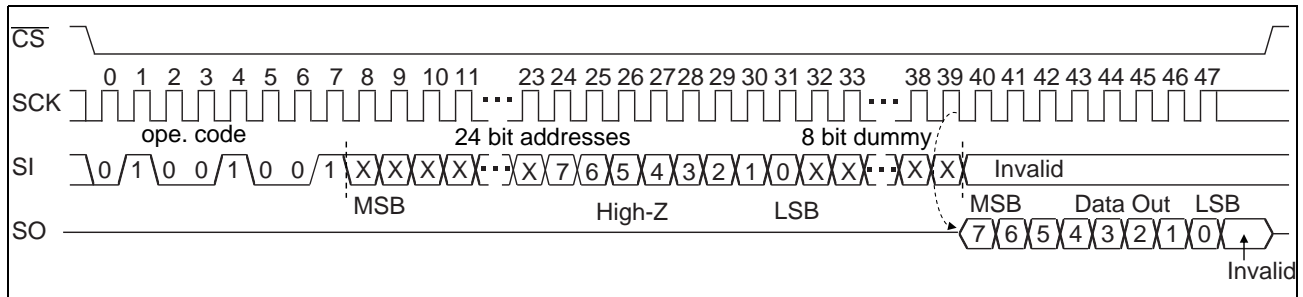 CS
0 1 2 3 4 5 6 7 8 9 10 11 23 24 25 26 27 28 29 30 31 32 33 38 39 40 41 42 43 44 45 46 47
SCK
ope. code 24 bit addresses 8 bit dummy
SI 0 1 0 0 1 0 0 1 X X X X X 7 6 5 4 3 2 1 0 X X X X Invalid
MSB High-Z LSB MSB Data Out LSB
SO 7 6 5 4 3 2 1 0
Invalid